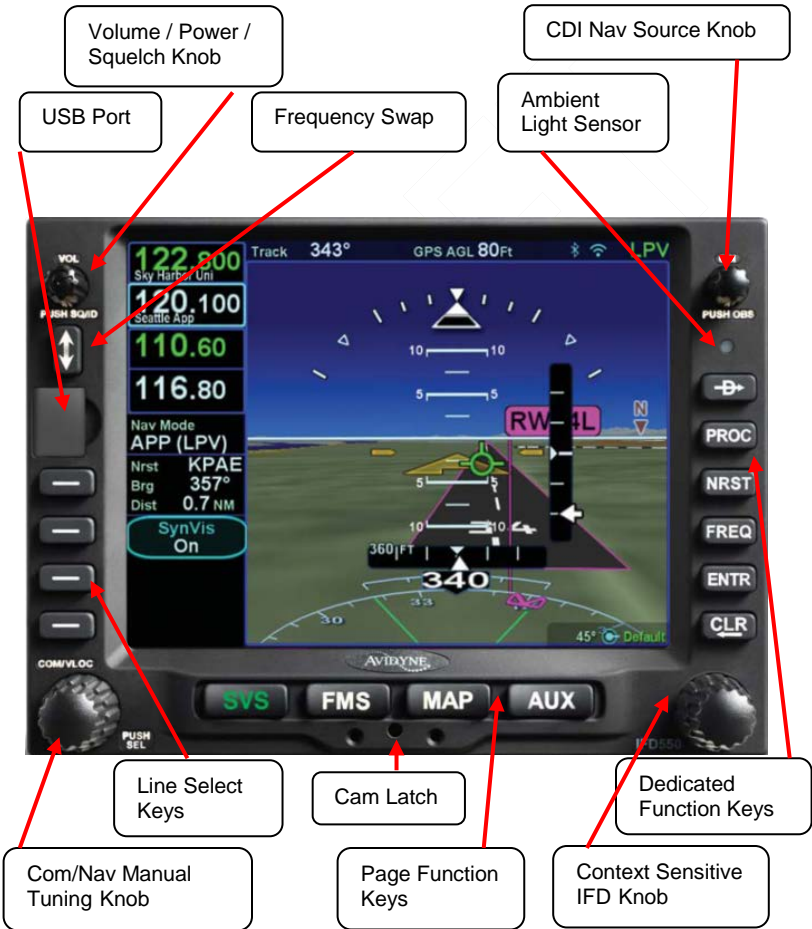 Volume / Power /
Squelch Knob
CDI Nav Source Knob
USB Port
Frequency Swap
Ambient
Light Sensor
VOL
PUSH SQ/ID
122.800
Sky Harbor Uni
120.100
Seattle App
110.60
116.80
Nav Mode
APP (LPV)
Nrst KPAE
Brg 357°
Dist 0.7 NM
SynVis
On
Track 343° GPS AGL 80Ft LPV
10 10
5 5
RW 4L
N
5 5
10 10
360 FT
340
30 33
45° Default
PUSH OBS
D
PROC
NRST
FREQ
ENTR
CLR
COM/VLOC
PUSH
SEL
AVIDYNE
SVS FMS MAP AUX
IFD550
Line Select
Keys
Cam Latch
Dedicated
Function Keys
Com/Nav Manual
Tuning Knob
Page Function
Keys
Context Sensitive
IFD Knob